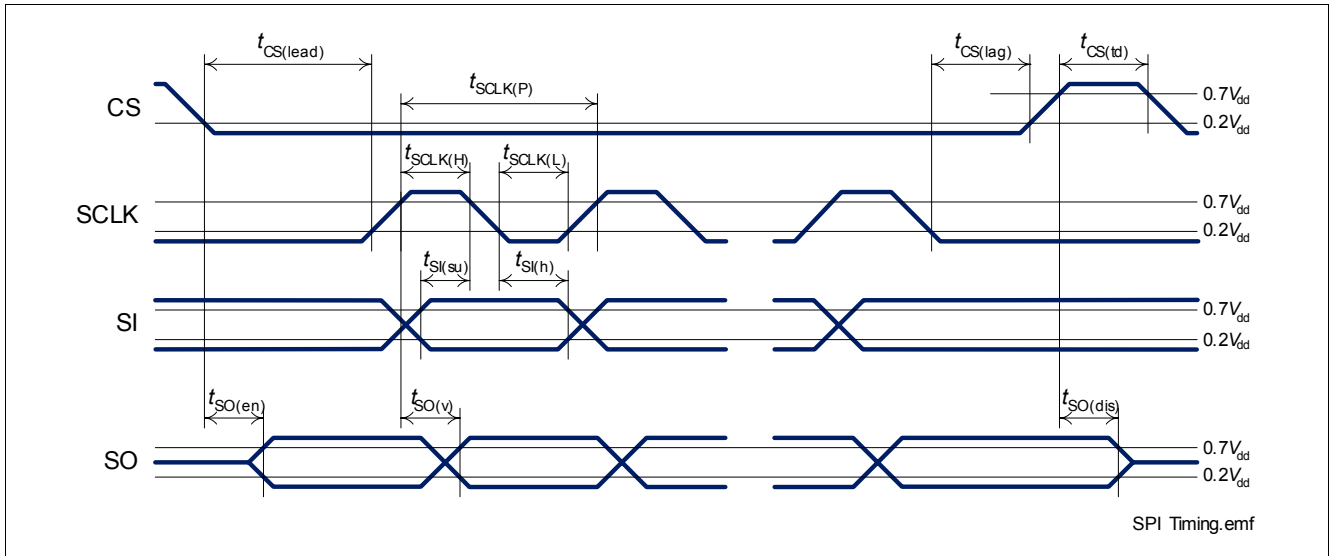 tCS(lead)
tCS(lag)
tCS(td)
tSCLK(P)
CS
0.7Vdd
0.2Vdd
tSCLK(H)
tSCLK(L)
SCLK
0.7Vdd
0.2Vdd
tSI(su)
tSI(h)
SI
0.7Vdd
0.2Vdd
tSO(en)
tSO(v)
tSO(dis)
SO
0.7Vdd
0.2Vdd
SPI Timing.emf